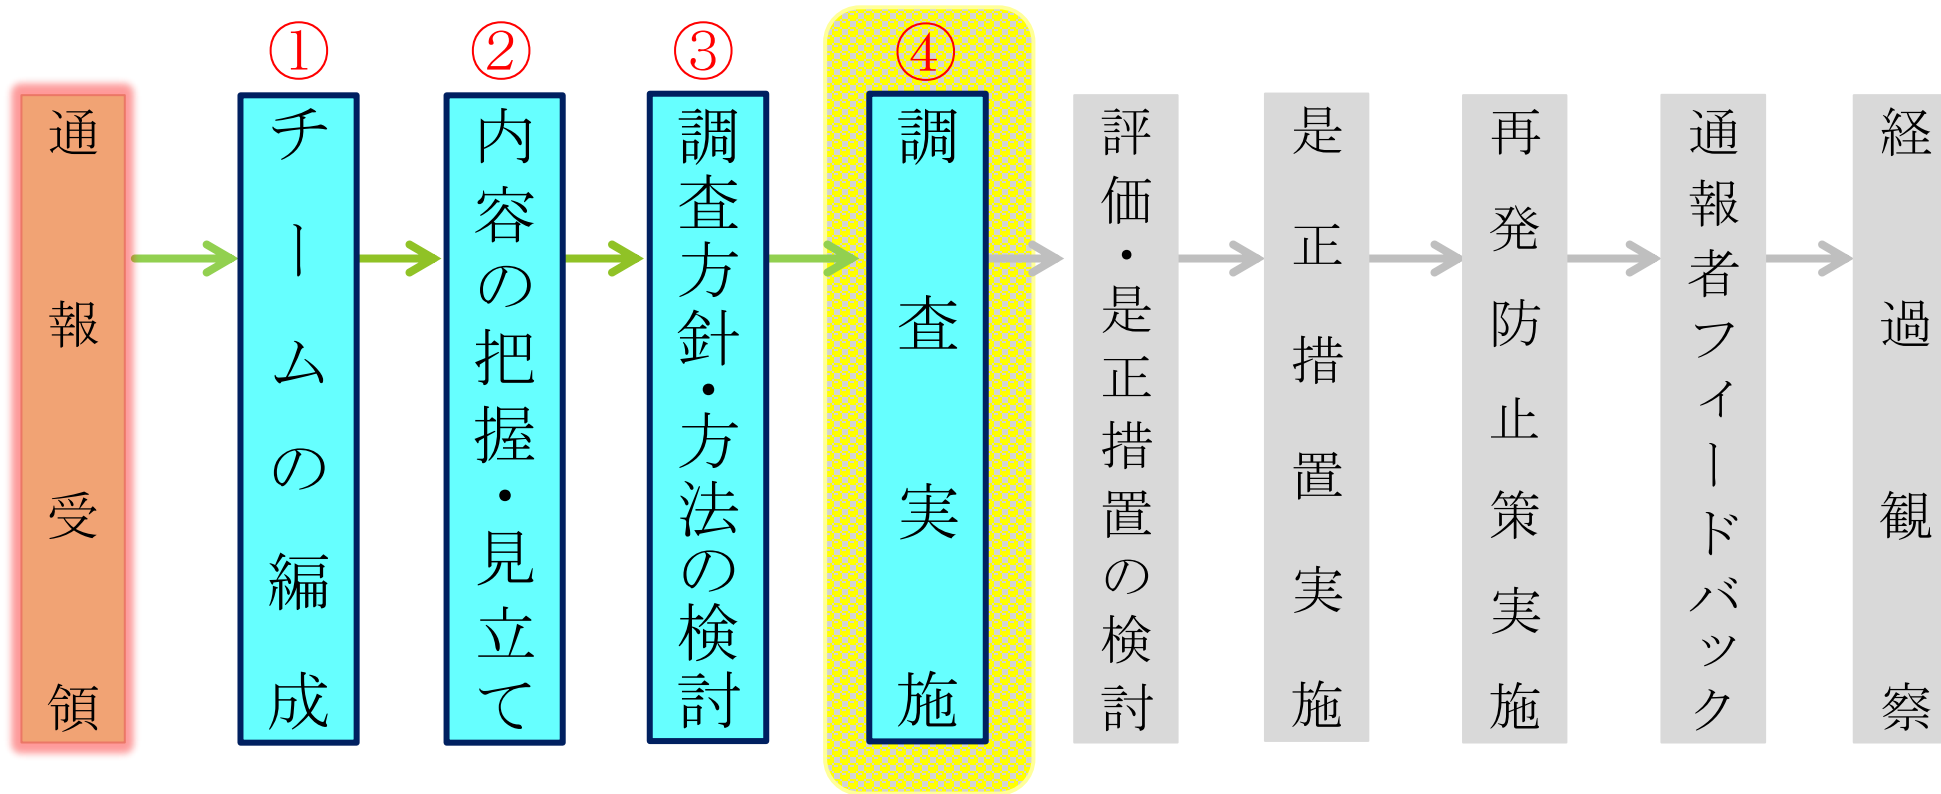 通報受領
①
チームの編成
②
内容の把握・見立て
③
調査方針・方法の検討
④
調査実施
評価・是正措置の検討
是正措置実施
再発防止策実施
通報者フィードバック
経過観察